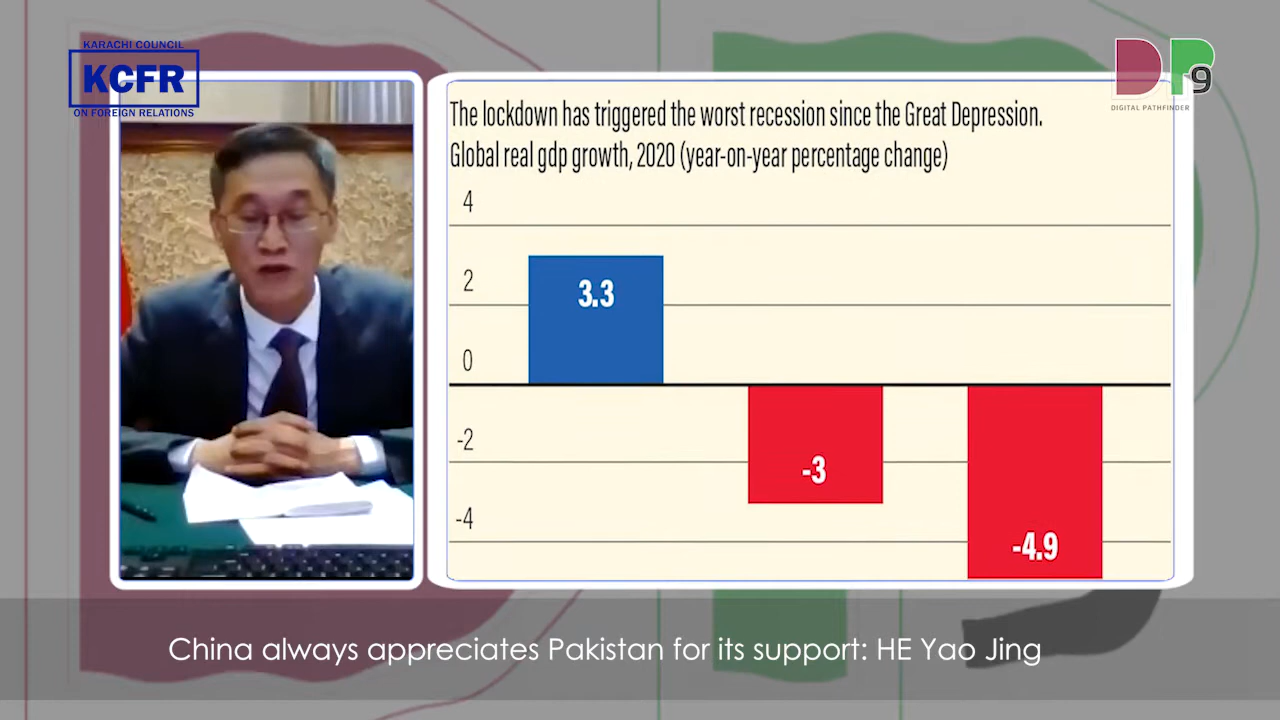 KARACHI COUNCIL
KCFR
ON FOREIGN RELATIONS
DP9
DIGITAL PATHFINDER
The lockdown has triggered the worst recession since the Great Depression.
Global real gdp growth, 2020 (year-on-year percentage change)
4
2
0
-2
-4
3.3
-3
-4.9
China always appreciates Pakistan for its support: HE Yao Jing